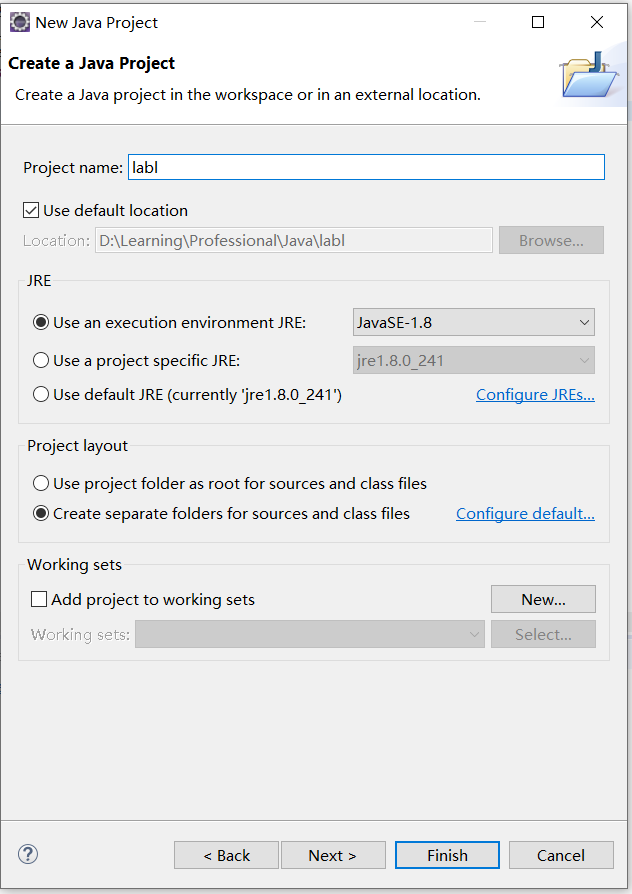 New Java Project
Create a Java Project
Create a Java project in the workspace or in an external location.
Project name: labl
Use default location
Location: D:\Learning\Professional\Java\labl Browse...
JRE
Use an execution environment JRE: JavaSE-1.8
Use a project specific JRE: jre1.8.0_241
Use default JRE (currently 'jre1.8.0_241') Configure JREs...
Project layout
Use project folder as root for sources and class files
Create separate folders for sources and class files Configure default...
Working sets
Add project to working sets New...
Working sets: Select...
? < Back Next > Finish Cancel